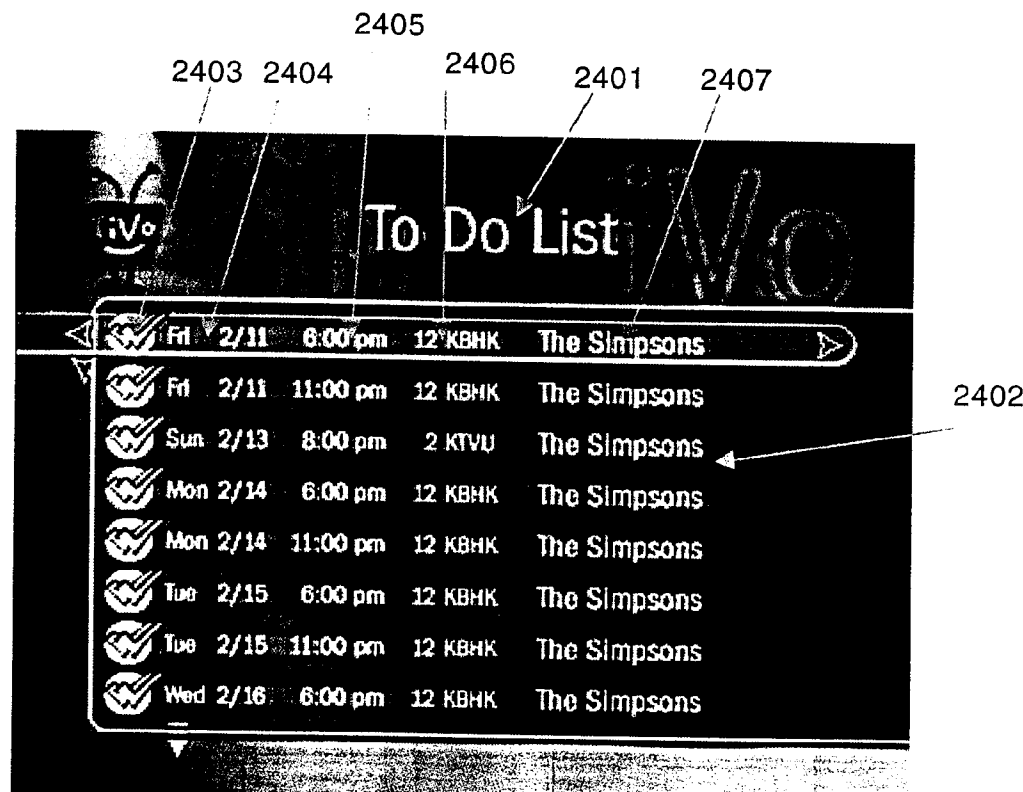 2405
2403 2404 2406 2401 2407
TiVo
To Do List
iVo
Fri 2/11 6:00 pm 12 KBHK The Simpsons
Fri 2/11 11:00 pm 12 KBHK The Simpsons
2402
Sun 2/13 8:00 pm 2 KTVU The Simpsons
Mon 2/14 6:00 pm 12 KBHK The Simpsons
Mon 2/14 11:00 pm 12 KBHK The Simpsons
Tue 2/15 6:00 pm 12 KBHK The Simpsons
Tue 2/15 11:00 pm 12 KBHK The Simpsons
Wed 2/16 6:00 pm 12 KBHK The Simpsons